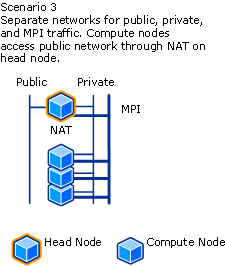 Scenario 3
Separate networks for public, private,
and MPI traffic. Compute nodes
access public network through NAT on
head node.
Public Private
MPI
NAT
Head Node Compute Node